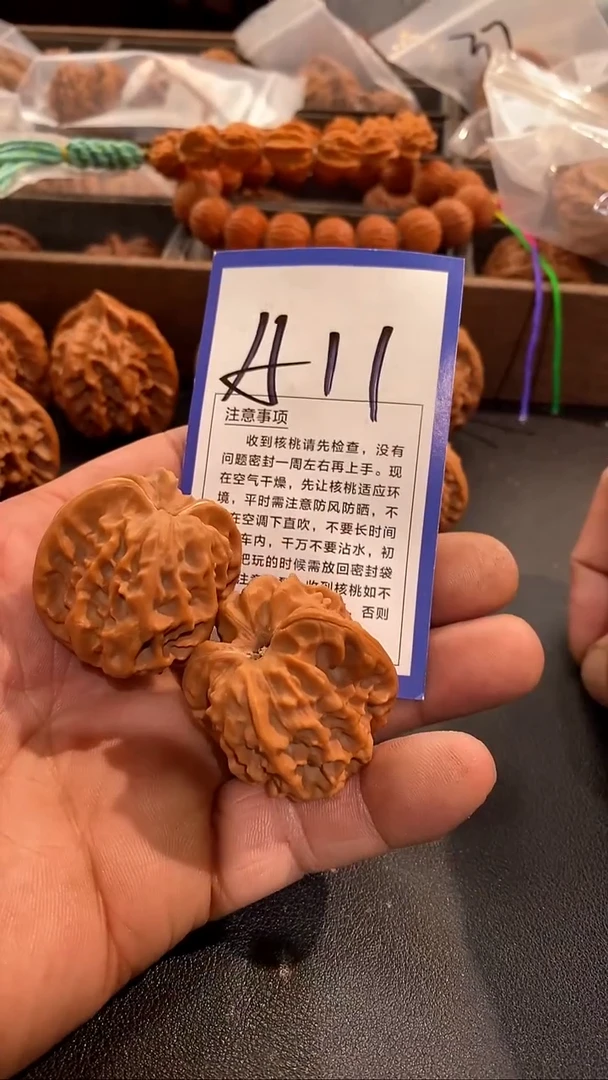 A11
注意事项
收到核桃请先检查，没有
问题密封一周左右再上手。现
在空气干燥，先让核桃适应环
境，平时需注意防风防晒，不
在空调下直吹，不要长时间
车内，千万不要沾水，初
把玩的时候需放回密封袋
收到核桃如不
否则